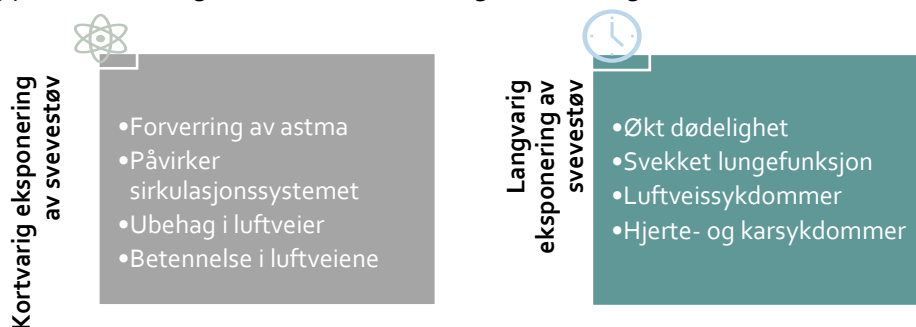 Kortvarig eksponering
av svevestøv
•Forverring av astma
•Påvirker
sirkulasjonssystemet
•Ubehag i luftveier
•Betennelse i luftveiene
Langvarig
eksponering av
svevestøv
•Økt dødelighet
•Svekket lungefunksjon
•Luftveissykdommer
•Hjerte- og karsykdommer